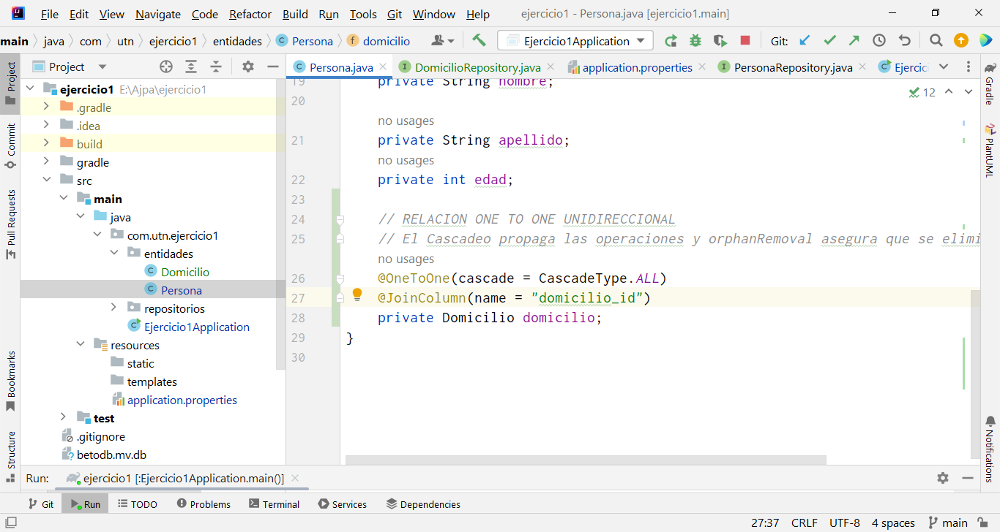 File Edit View Navigate Code Refactor Build Run Tools Git Window Help ejercicio1 - Persona.java [ejercicio1.main]
main java com utn ejercicio1 entidades C Persona f domicilio Ejercicio1Application Git:
Project
Persona.java DomicilioRepository.java application.properties PersonaRepository.java Ejercic
ejercicio1 E:\Ajpa\ejercicio1
.gradle
.idea
build
gradle
src
main
java
com.utn.ejercicio1
entidades
Domicilio
Persona
repositorios
Ejercicio1Application
resources
static
templates
application.properties
test
.gitignore
betodb.mv.db
12
19 private String nombre;
20
no usages
21 private String apellido;
no usages
22 private int edad;
23
24 // RELACION ONE TO ONE UNIDIRECCIONAL
25 // El Cascadeo propaga las operaciones y orphanRemoval asegura que se elimi
no usages
26 @OneToOne(cascade = CascadeType.ALL)
27 @JoinColumn(name = "domicilio_id")
28 private Domicilio domicilio;
29 }
30
Project
Commit
Pull Requests
Bookmarks
Structure
Gradle
PlantUML
Notifications
Run: ejercicio1 [:Ejercicio1Application.main()]
Git Run TODO Problems Terminal Services Dependencies
27:37 CRLF UTF-8 4 spaces main